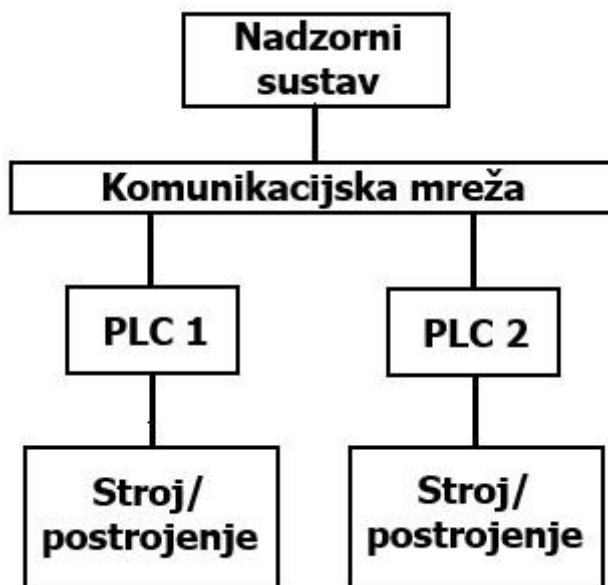 Nadzorni
sustav
Komunikacijska mreža
PLC 1
PLC 2
Stroj/
postrojenje
Stroj/
postrojenje